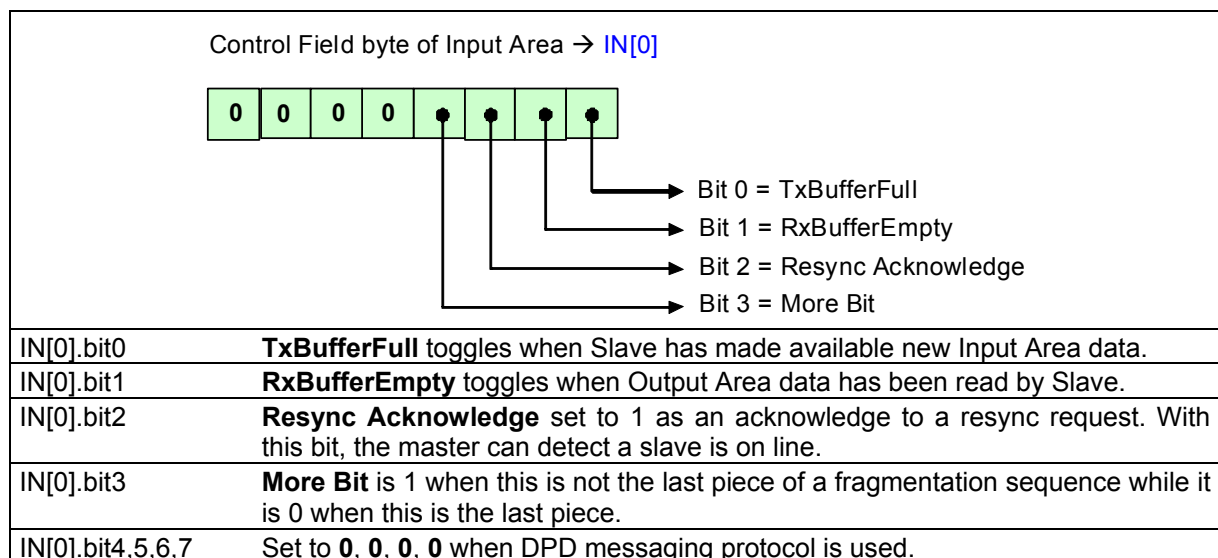 Control Field byte of Input Area → IN[0]
0 0 0 0
Bit 0 = TxBufferFull
Bit 1 = RxBufferEmpty
Bit 2 = Resync Acknowledge
Bit 3 = More Bit
IN[0].bit0 TxBufferFull toggles when Slave has made available new Input Area data.
IN[0].bit1 RxBufferEmpty toggles when Output Area data has been read by Slave.
IN[0].bit2 Resync Acknowledge set to 1 as an acknowledge to a resync request. With
this bit, the master can detect a slave is on line.
IN[0].bit3 More Bit is 1 when this is not the last piece of a fragmentation sequence while it
is 0 when this is the last piece.
IN[0].bit4,5,6,7 Set to 0, 0, 0, 0 when DPD messaging protocol is used.